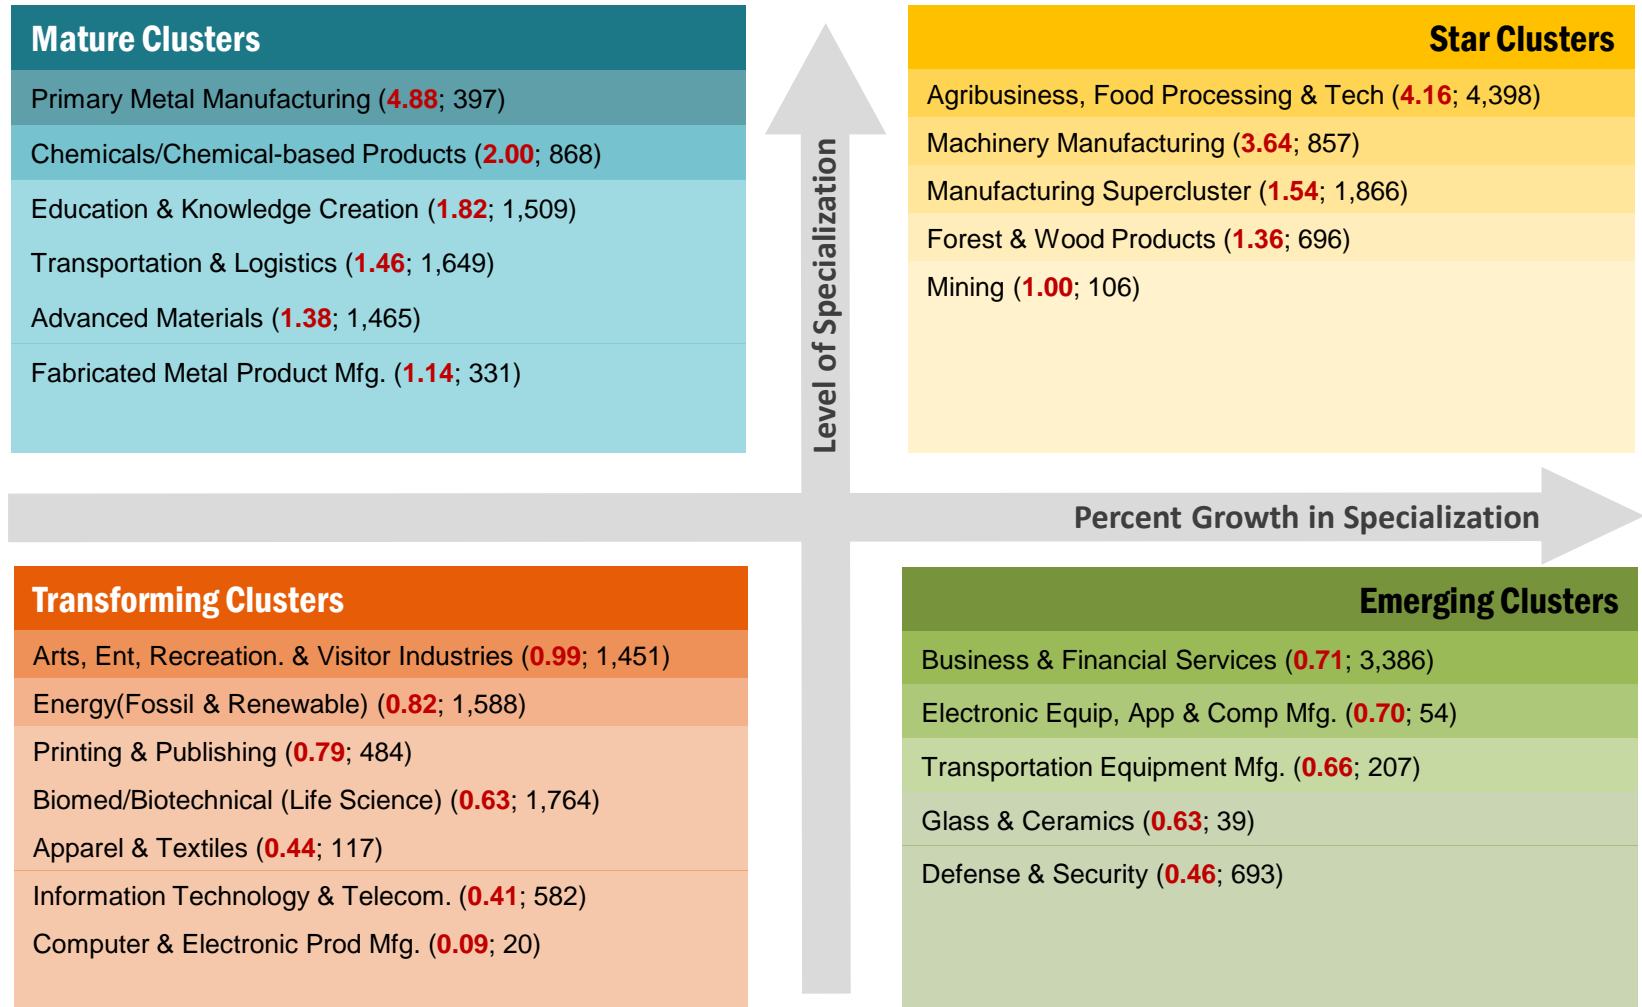 Mature Clusters
Primary Metal Manufacturing (4.88; 397)
Chemicals/Chemical-based Products (2.00; 868)
Education & Knowledge Creation (1.82; 1,509)
Transportation & Logistics (1.46; 1,649)
Advanced Materials (1.38; 1,465)
Fabricated Metal Product Mfg. (1.14; 331)
Level of Specialization
Star Clusters
Agribusiness, Food Processing & Tech (4.16; 4,398)
Machinery Manufacturing (3.64; 857)
Manufacturing Supercluster (1.54; 1,866)
Forest & Wood Products (1.36; 696)
Mining (1.00; 106)
Percent Growth in Specialization
Transforming Clusters
Arts, Ent, Recreation. & Visitor Industries (0.99; 1,451)
Energy(Fossil & Renewable) (0.82; 1,588)
Printing & Publishing (0.79; 484)
Biomed/Biotechnical (Life Science) (0.63; 1,764)
Apparel & Textiles (0.44; 117)
Information Technology & Telecom. (0.41; 582)
Computer & Electronic Prod Mfg. (0.09; 20)
Emerging Clusters
Business & Financial Services (0.71; 3,386)
Electronic Equip, App & Comp Mfg. (0.70; 54)
Transportation Equipment Mfg. (0.66; 207)
Glass & Ceramics (0.63; 39)
Defense & Security (0.46; 693)